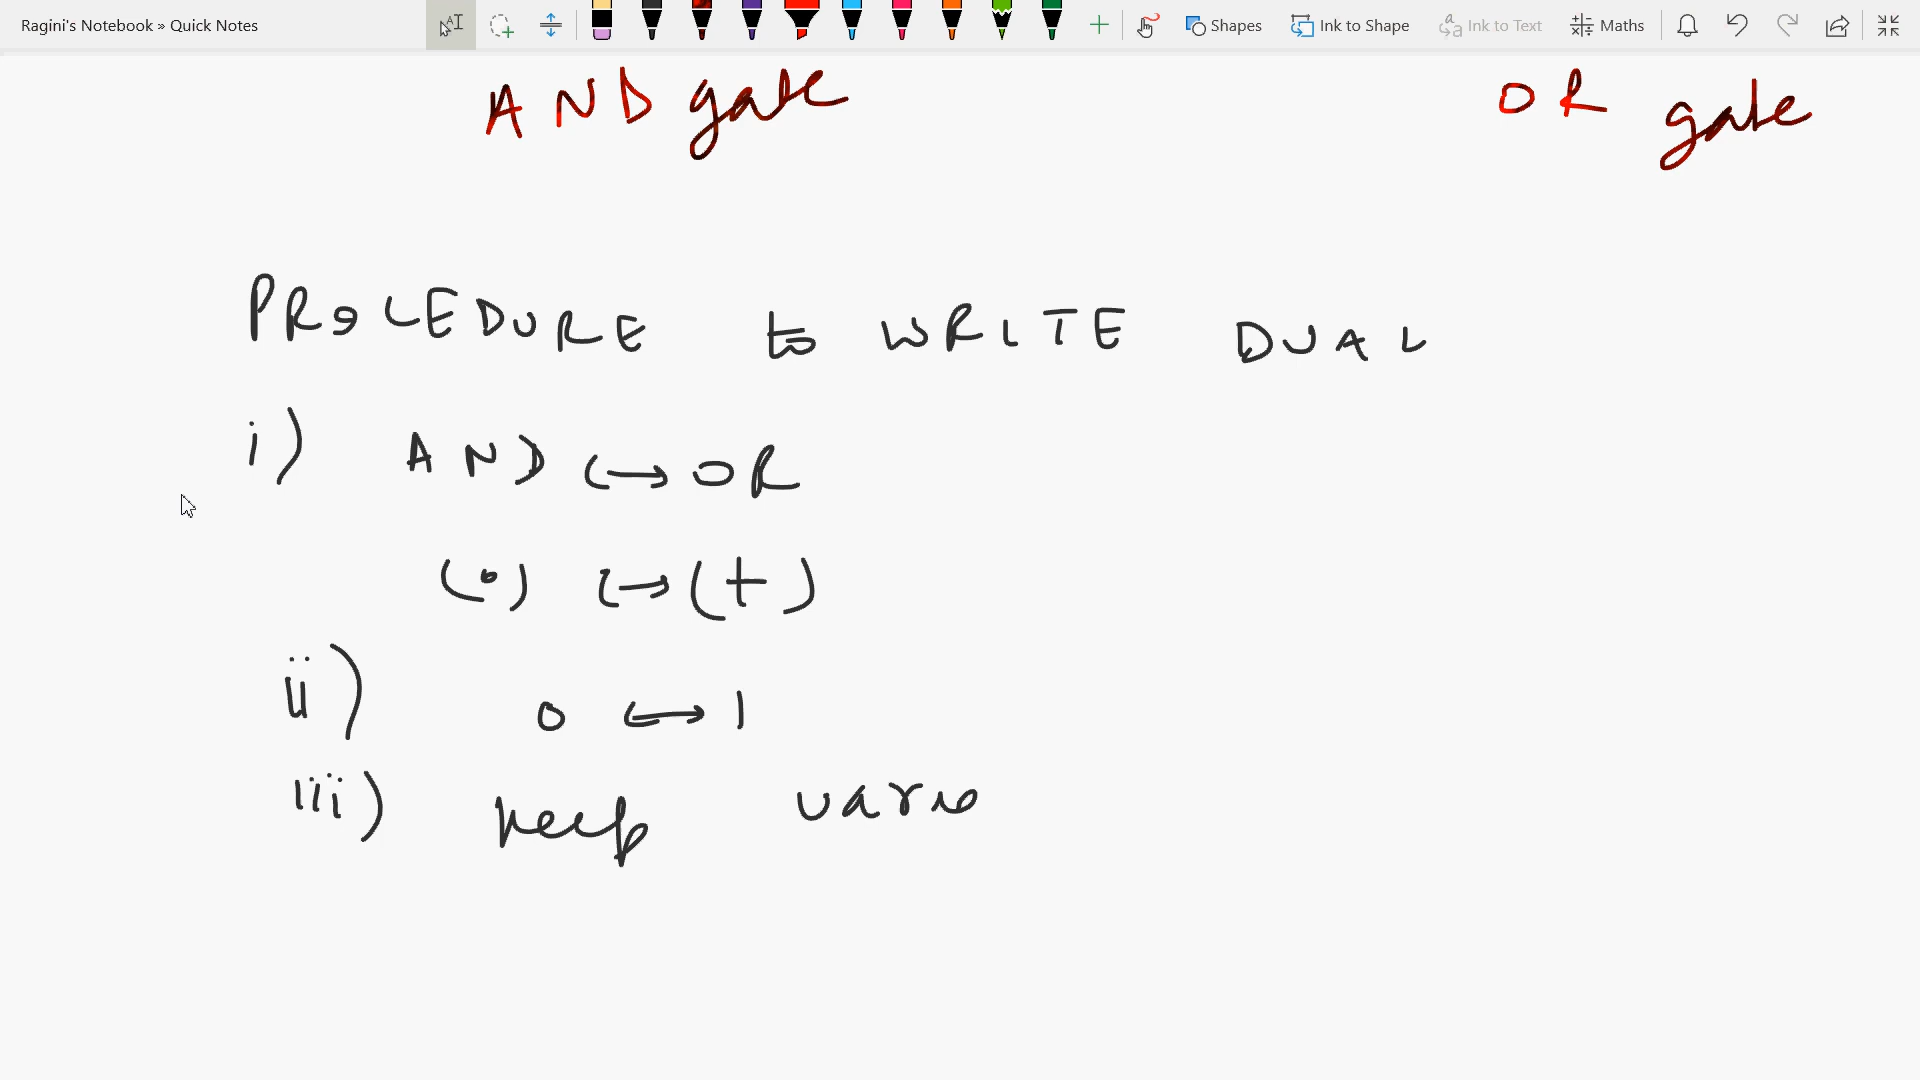 Ragini's Notebook » Quick Notes Shapes Ink to Shape Ink to Text Maths
AND gate OR gate
PROCEDURE to WRITE DUAL
i) AND ↔ OR
(•) ↔ (+)
ii) 0 ↔ 1
iii) keep vario